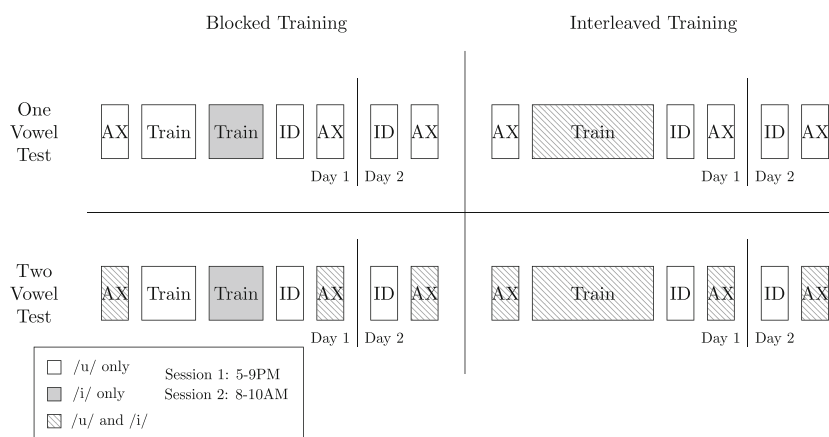 Blocked Training Interleaved Training
One
Vowel
Test
AX Train Train ID AX ID AX AX Train ID AX ID AX
Day 1 Day 2 Day 1 Day 2
Two
Vowel
Test
AX Train Train ID AX ID AX AX Train ID AX ID AX
Day 1 Day 2 Day 1 Day 2
/u/ only
/i/ only
/u/ and /i/
Session 1: 5-9PM
Session 2: 8-10AM